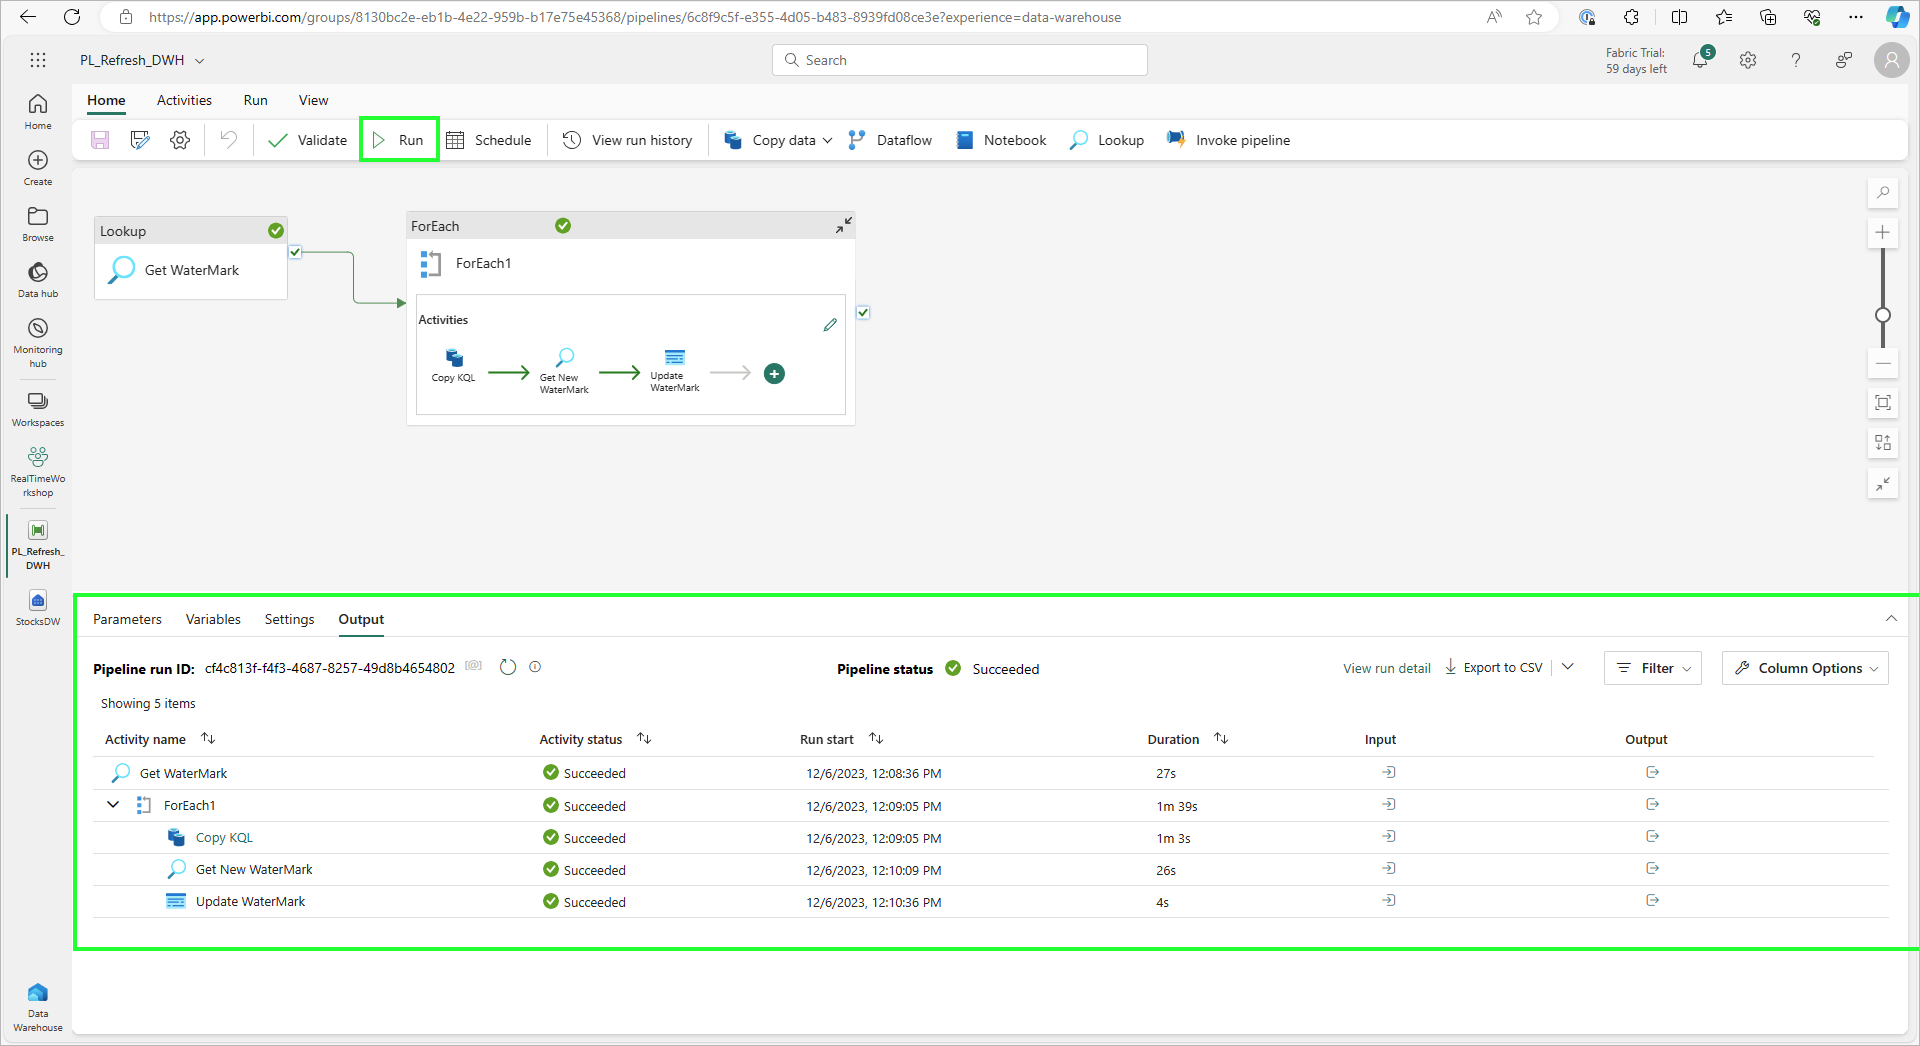 https://app.powerbi.com/groups/8130bc2e-eb1b-4e22-959b-b17e75e45368/pipelines/6c8f9c5f-e355-4d05-b483-8939fd08ce3e?experience=data-warehouse
PL_Refresh_DWH
Search
Fabric Trial:
59 days left
5
Home
Activities
Run
View
Validate
Run
Schedule
View run history
Copy data
Dataflow
Notebook
Lookup
Invoke pipeline
Home
Create
Browse
Data hub
Monitoring
hub
Workspaces
RealTimeWo
rkshop
PL_Refresh_
DWH
StocksDW
Data
Warehouse
Lookup
Get WaterMark
ForEach
ForEach1
Activities
Copy KQL
Get New
WaterMark
Update
WaterMark
Parameters
Variables
Settings
Output
Pipeline run ID: cf4c813f-f4f3-4687-8257-49d8b4654802
Pipeline status
Succeeded
View run detail
Export to CSV
Filter
Column Options
Showing 5 items
Activity name
Activity status
Run start
Duration
Input
Output
Get WaterMark
Succeeded
12/6/2023, 12:08:36 PM
27s
ForEach1
Succeeded
12/6/2023, 12:09:05 PM
1m 39s
Copy KQL
Succeeded
12/6/2023, 12:09:05 PM
1m 3s
Get New WaterMark
Succeeded
12/6/2023, 12:10:09 PM
26s
Update WaterMark
Succeeded
12/6/2023, 12:10:36 PM
4s